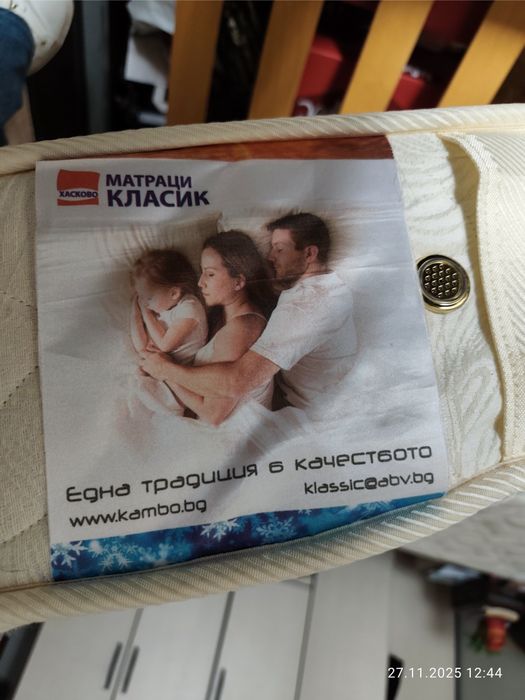 ХАСКОВО
МАТРАЦИ
КЛАСИК
Една традиция в качеството
www.kambo.bg
klassic@abv.bg
27.11.2025 12:44